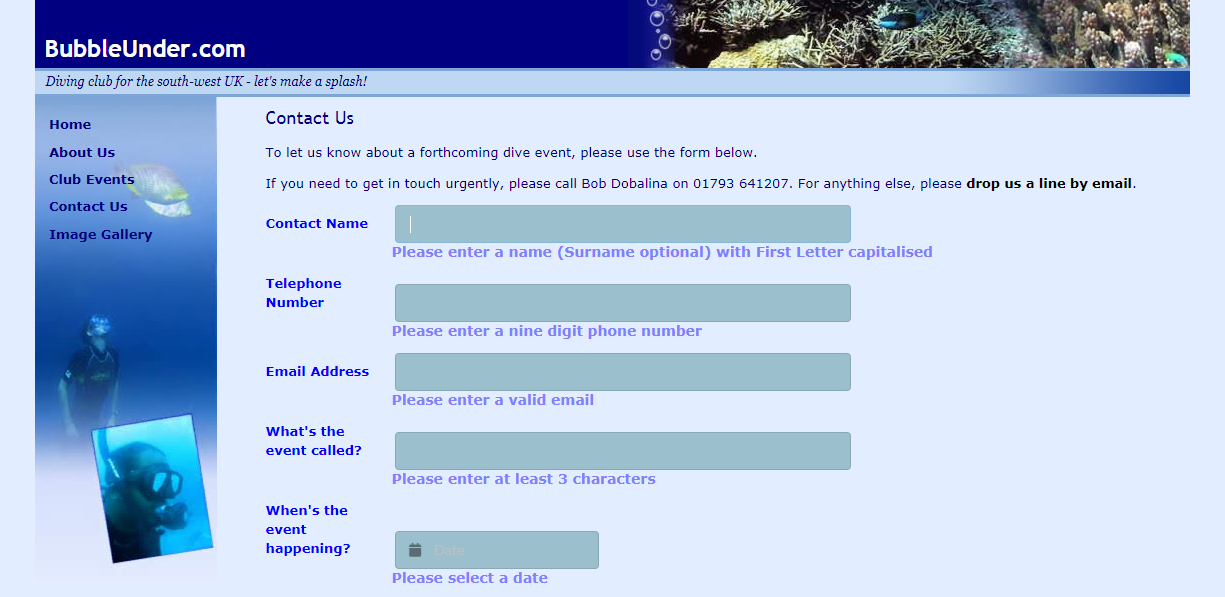 BubbleUnder.com
Diving club for the south-west UK - let's make a splash!
Home
About Us
Club Events
Contact Us
Image Gallery
Contact Us
To let us know about a forthcoming dive event, please use the form below.
If you need to get in touch urgently, please call Bob Dobalina on 01793 641207. For anything else, please drop us a line by email.
Contact Name
Please enter a name (Surname optional) with First Letter capitalised
Telephone
Number
Please enter a nine digit phone number
Email Address
Please enter a valid email
What's the
event called?
Please enter at least 3 characters
When's the
event
happening?
Date
Please select a date